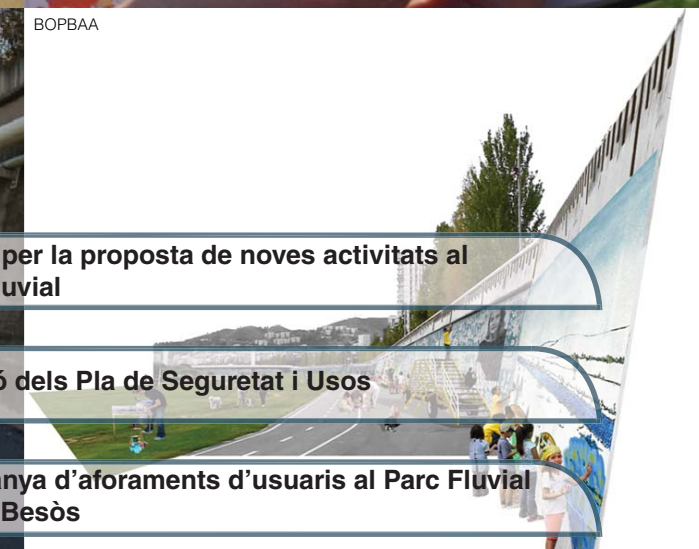 BOPBAA
per la proposta de noves activitats al
uvial
ó dels Pla de Seguretat i Usos
anya d'aforaments d'usuaris al Parc Fluvial
Besòs